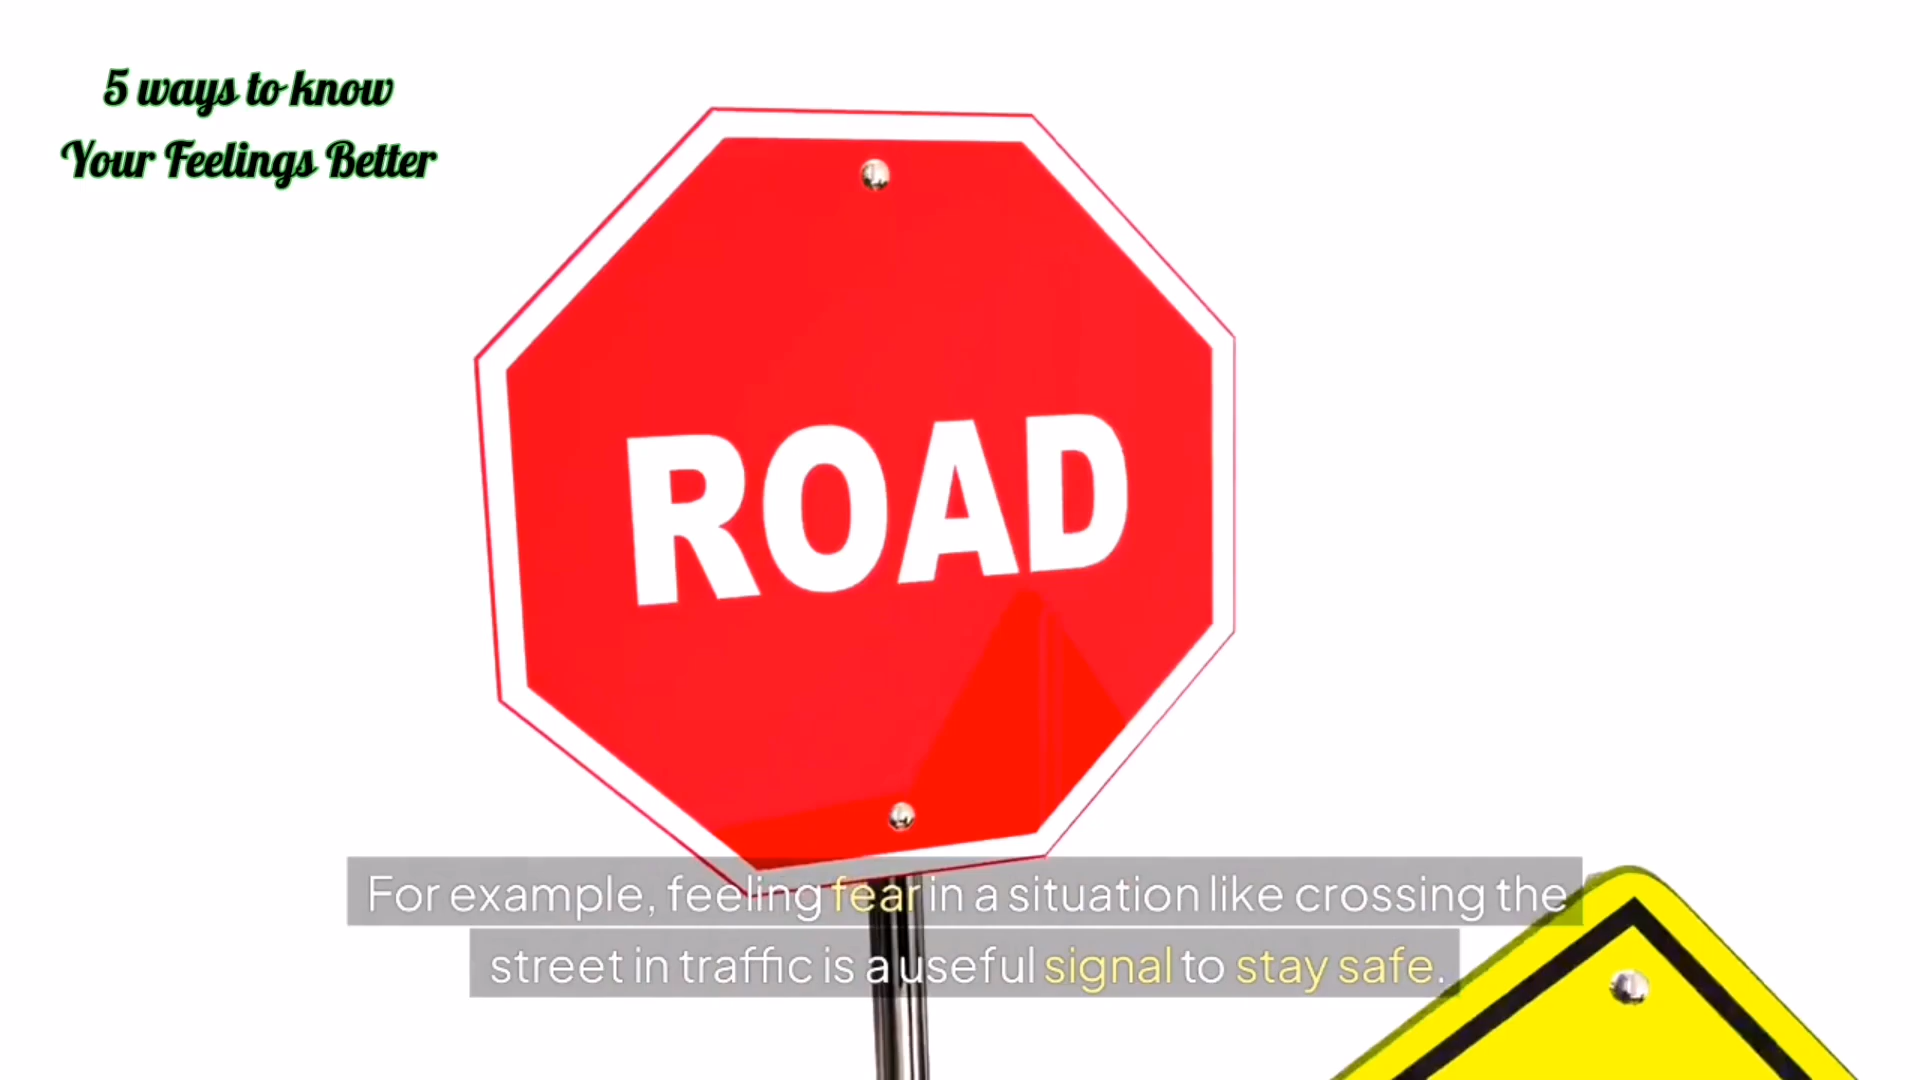 5 ways to know
Your Feelings Better
ROAD
For example, feeling fear in a situation like crossing the
street in traffic is a useful signal to stay safe.